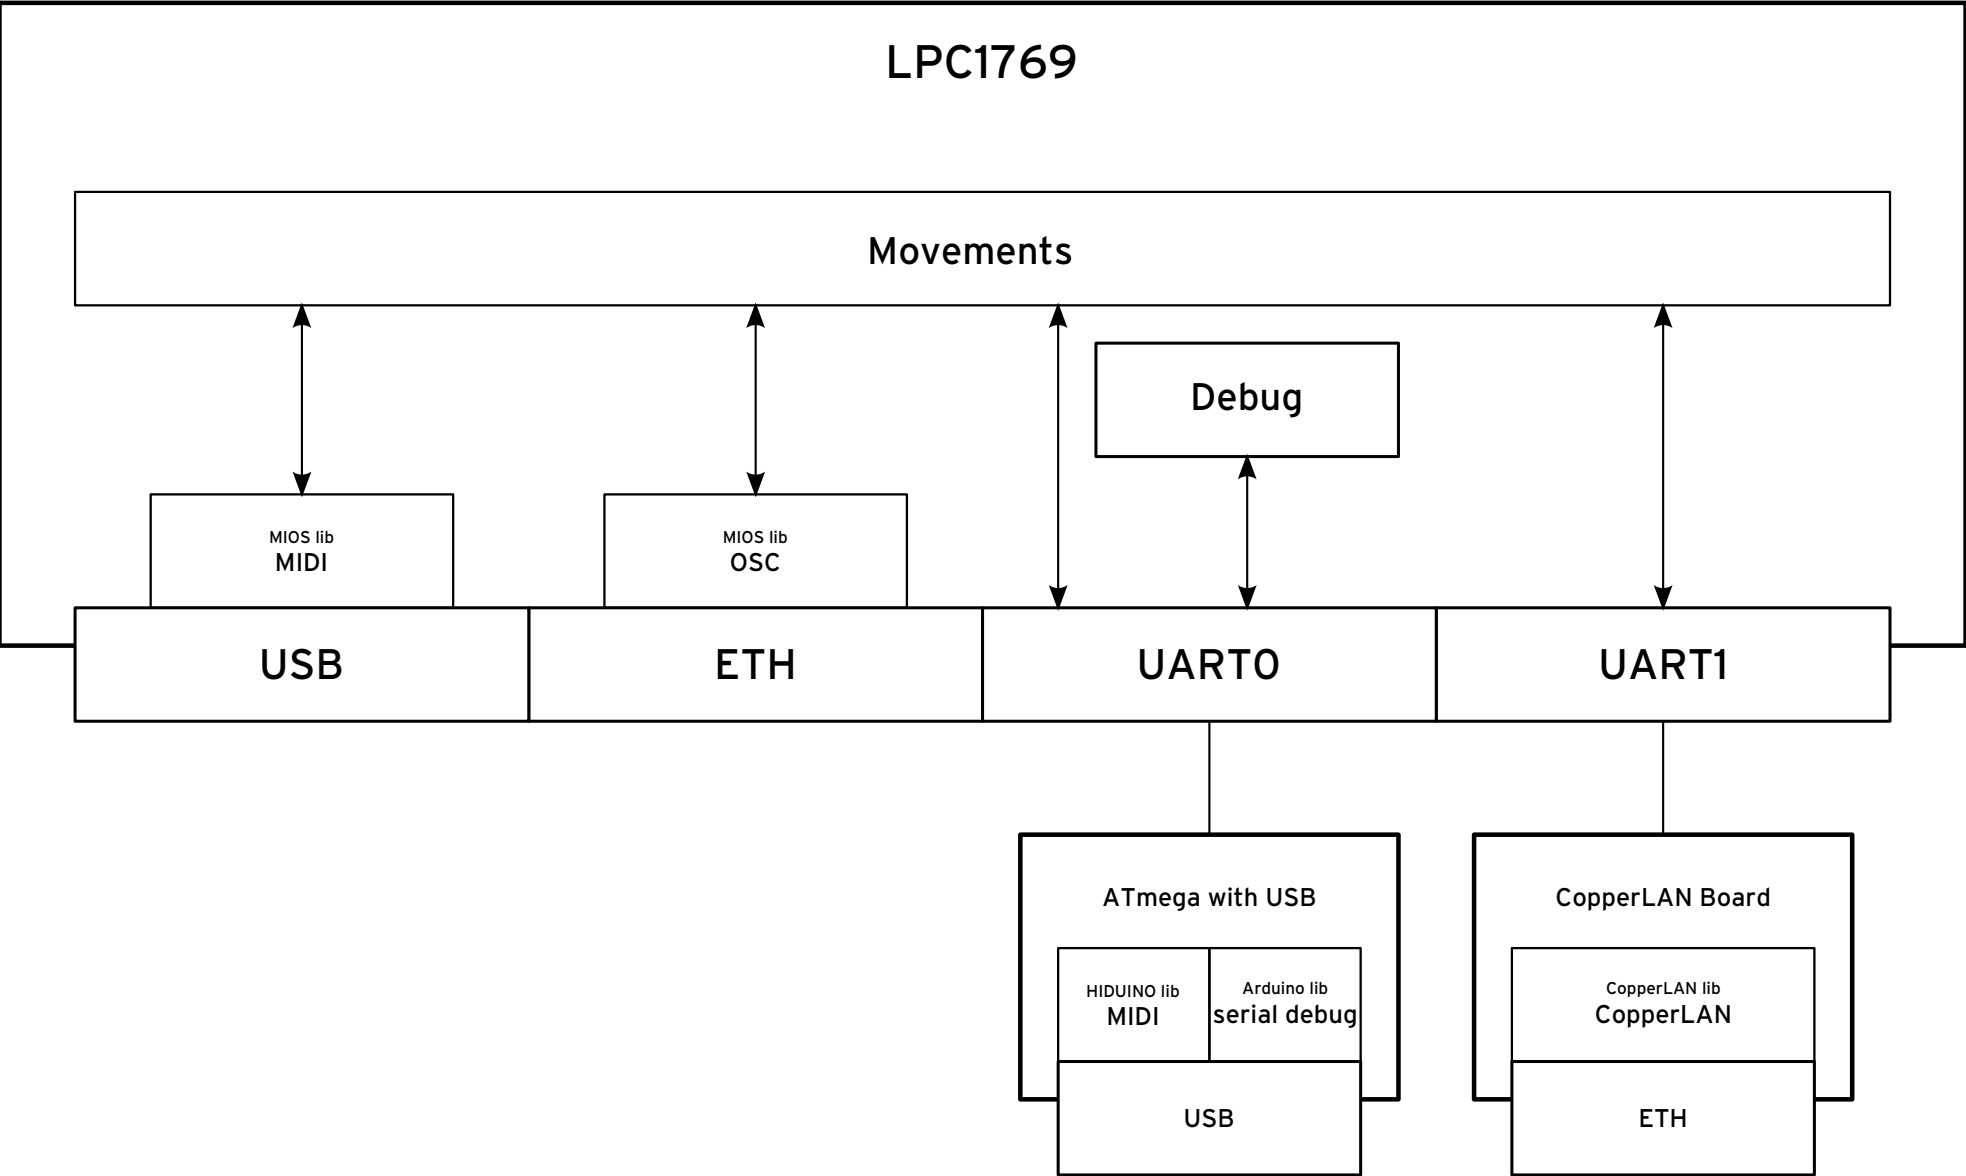 LPC1769
Movements
Debug
MIOS lib
MIDI
MIOS lib
OSC
USB
ETH
UART0
UART1
ATmega with USB
HIDUINO lib
MIDI
Arduino lib
serial debug
USB
CopperLAN Board
CopperLAN lib
CopperLAN
ETH